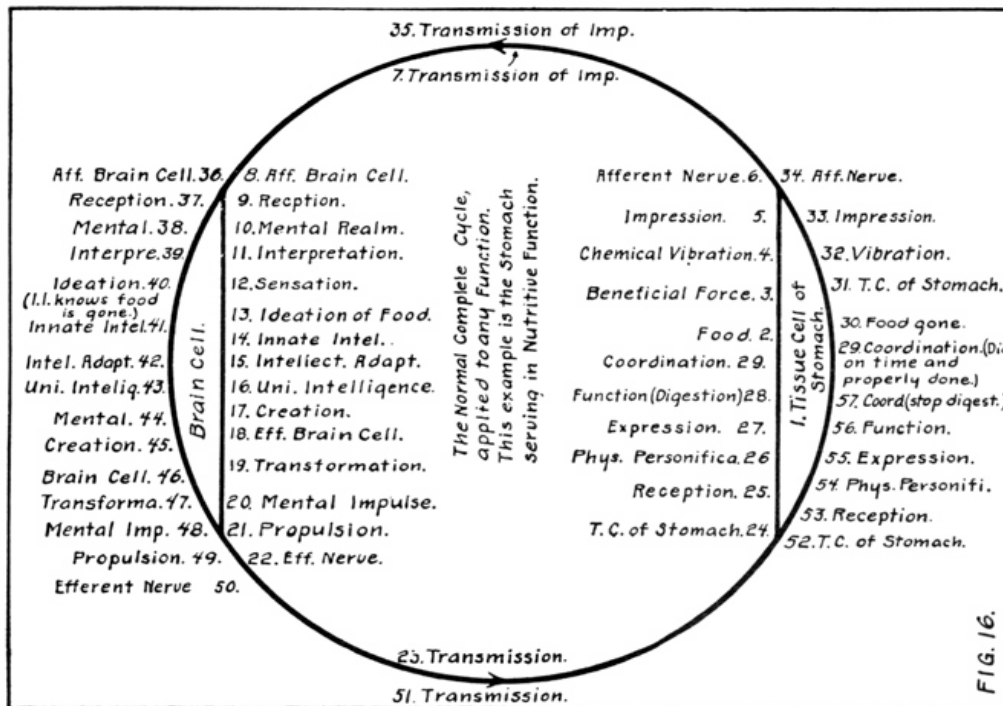 35. Transmission of Imp.
7. Transmission of Imp.
Aff. Brain Cell. 36.
Reception. 37.
Mental. 38.
Interpre. 39.
Ideation. 40.
(I.I. knows food
is gone.)
Innate Intel. 41.
Intel. Adapt. 42.
Uni. Intelig. 43.
Mental. 44.
Creation. 45.
Brain Cell. 46.
Transforma. 47.
Mental Imp. 48.
Propulsion. 49.
Efferent Nerve 50.
Brain Cell.
8. Aff. Brain Cell.
9. Recption.
10. Mental Realm.
11. Interpretation.
12. Sensation.
13. Ideation of Food.
14. Innate Intel.
15. Intellect. Adapt.
16. Uni. Intelligence.
17. Creation.
18. Eff. Brain Cell.
19. Transformation.
20. Mental Impulse.
21. Propulsion.
22. Eff. Nerve.
The Normal Complete Cycle,
applied to any Function.
This example is the Stomach
serving in Nutritive Function.
Afferent Nerve. 6.
Impression. 5.
Chemical Vibration. 4.
Beneficial Force. 3.
Food. 2.
Coordination. 29.
Function (Digestion) 28.
Expression. 27.
Phys. Personifica. 26
Reception. 25.
T.C. of Stomach. 24.
1. Tissue Cell of
Stomach.
34. Aff. Nerve.
33. Impression.
32. Vibration.
31. T.C. of Stomach.
30. Food gone.
29. Coordination. (Di
on time and
properly done.)
57. Coord (stop digest.)
56. Function.
55. Expression.
54. Phys. Personifi.
53. Reception.
52. T.C. of Stomach.
23. Transmission.
51. Transmission.
FIG. 16.